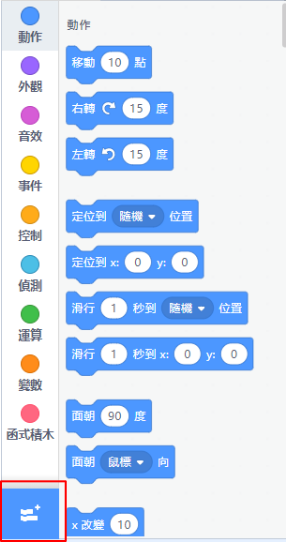 動作
外觀
音效
事件
控制
偵測
運算
變數
函式積木
動作
移動 10 點
右轉 15 度
左轉 15 度
定位到 隨機 位置
定位到 x: 0 y: 0
滑行 1 秒到 隨機 位置
滑行 1 秒到 x: 0 y: 0
面朝 90 度
面朝 鼠標 向
x 改變 10